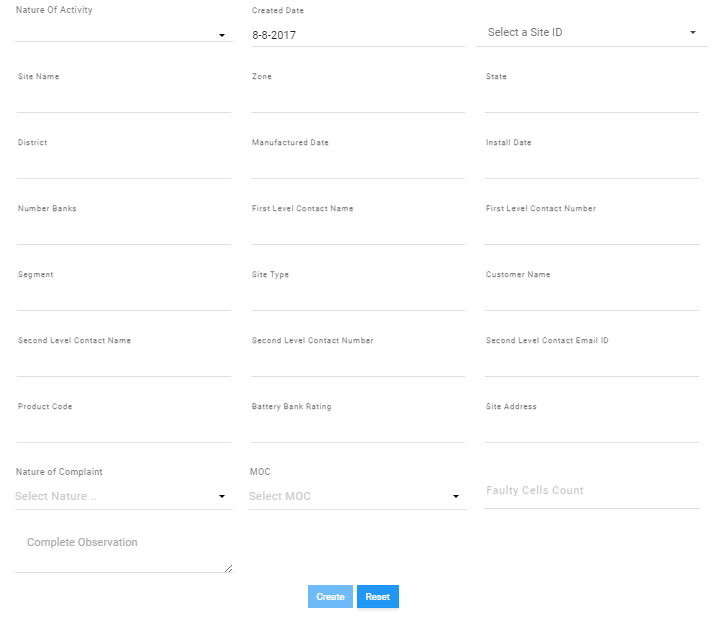 Nature Of Activity
Created Date
8-8-2017
Select a Site ID
Site Name
Zone
State
District
Manufactured Date
Install Date
Number Banks
First Level Contact Name
First Level Contact Number
Segment
Site Type
Customer Name
Second Level Contact Name
Second Level Contact Number
Second Level Contact Email ID
Product Code
Battery Bank Rating
Site Address
Nature of Complaint
MOC
Select Nature ..
Select MOC
Faulty Cells Count
Complete Observation
Create
Reset